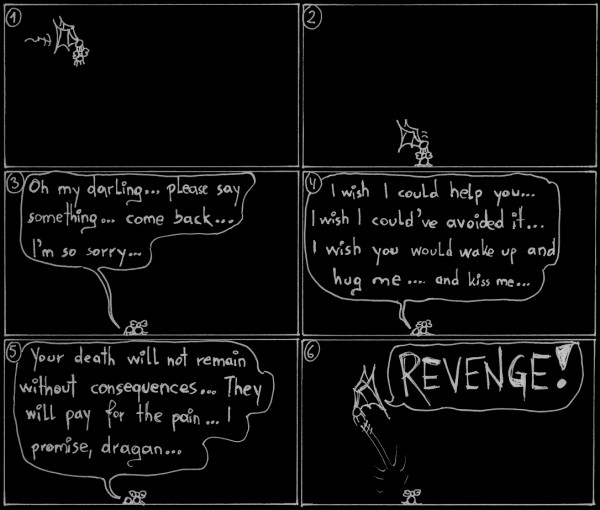 1
2
3
Oh my darling... please say
something... come back...
I'm so sorry...
4
I wish I could help you...
I wish I could've avoided it...
I wish you would wake up and
hug me .... and kiss me...
5
Your death will not remain
without consequences... They
will pay for the pain... I
promise, dragan...
6
REVENGE!